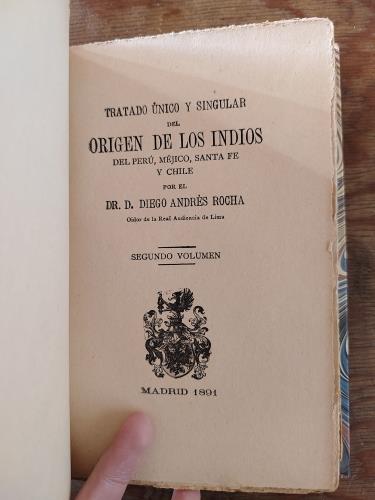 TRATADO ÚNICO Y SINGULAR
DEL
ORIGEN DE LOS INDIOS
DEL PERÚ, MÉJICO, SANTA FE
Y CHILE
POR EL
DR. D. DIEGO ANDRÉS ROCHA
Oidor de la Real Audiencia de Lima
SEGUNDO VOLUMEN
MADRID 1891